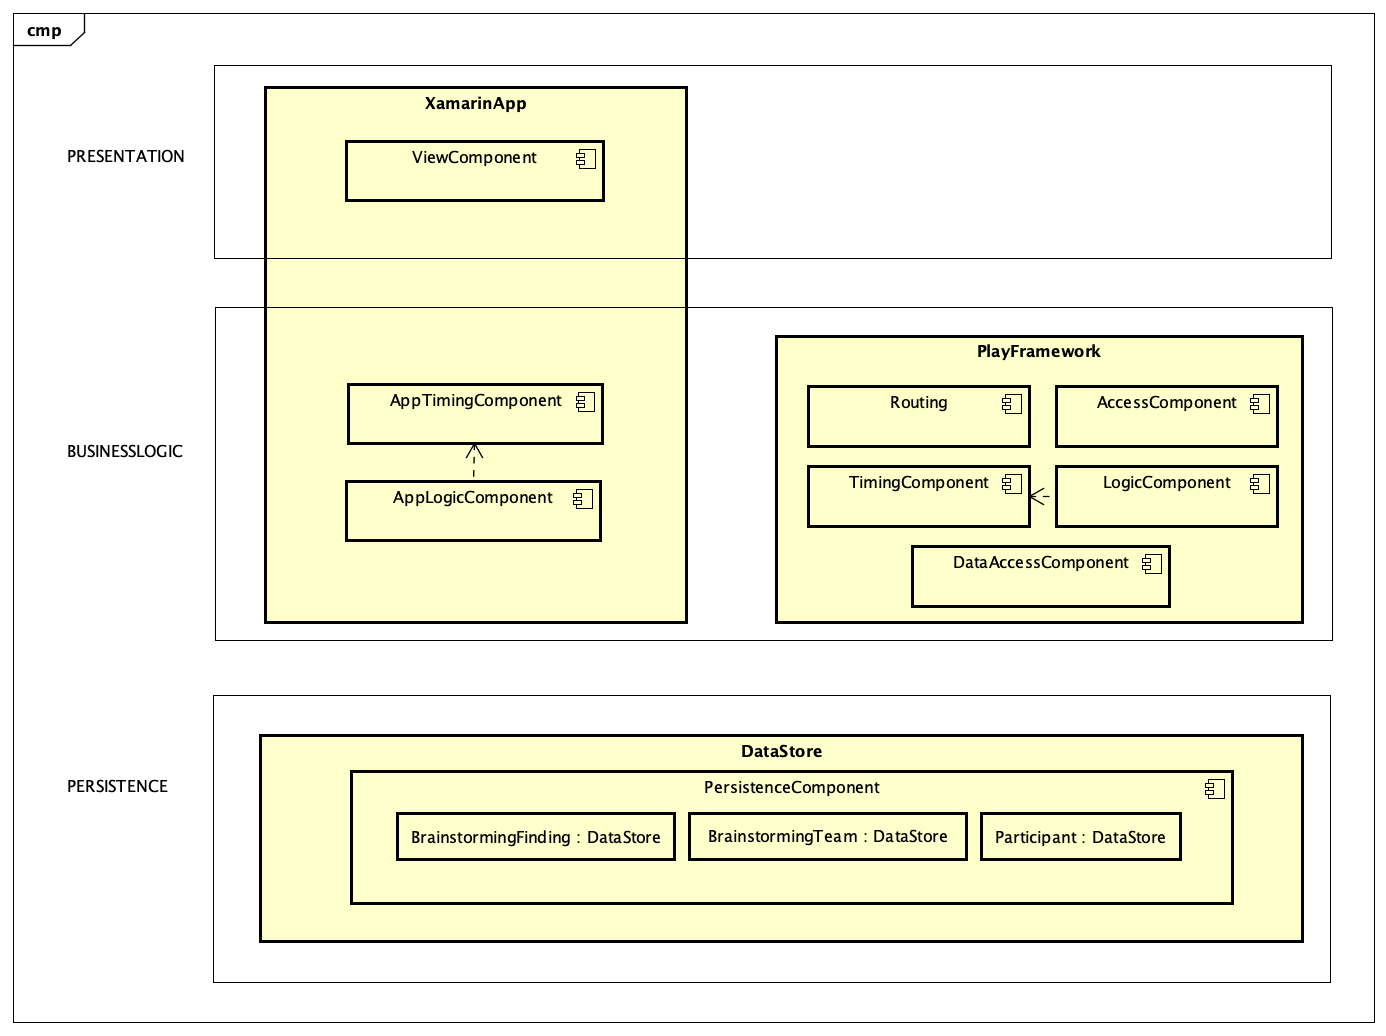 cmp
PRESENTATION
XamarinApp
ViewComponent
BUSINESSLOGIC
AppTimingComponent
AppLogicComponent
PlayFramework
Routing
AccessComponent
TimingComponent
LogicComponent
DataAccessComponent
PERSISTENCE
DataStore
PersistenceComponent
BrainstormingFinding : DataStore
BrainstormingTeam : DataStore
Participant : DataStore